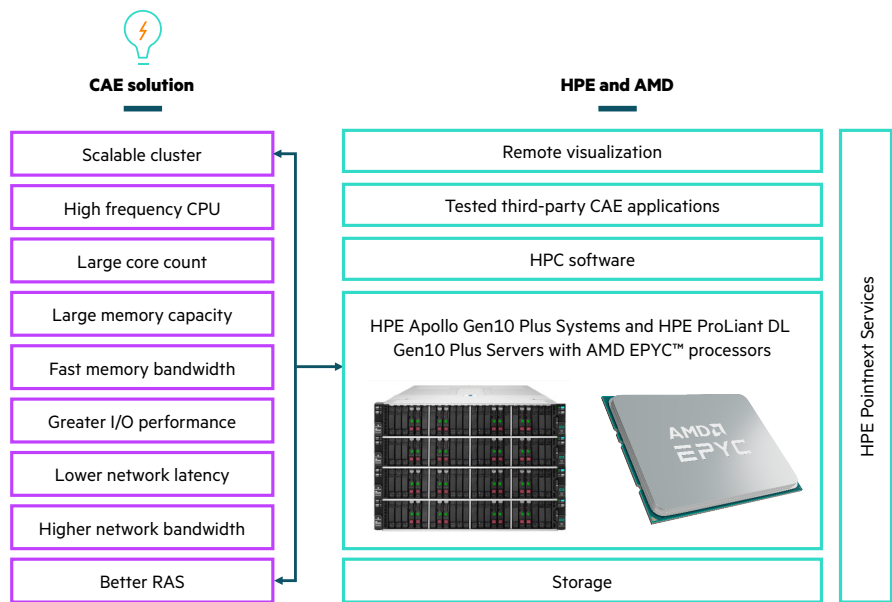 CAE solution
Scalable cluster
High frequency CPU
Large core count
Large memory capacity
Fast memory bandwidth
Greater I/O performance
Lower network latency
Higher network bandwidth
Better RAS
HPE and AMD
Remote visualization
Tested third-party CAE applications
HPC software
HPE Apollo Gen10 Plus Systems and HPE ProLiant DL
Gen10 Plus Servers with AMD EPYC™ processors
AMD
EPYC
Storage
HPE Pointnext Services